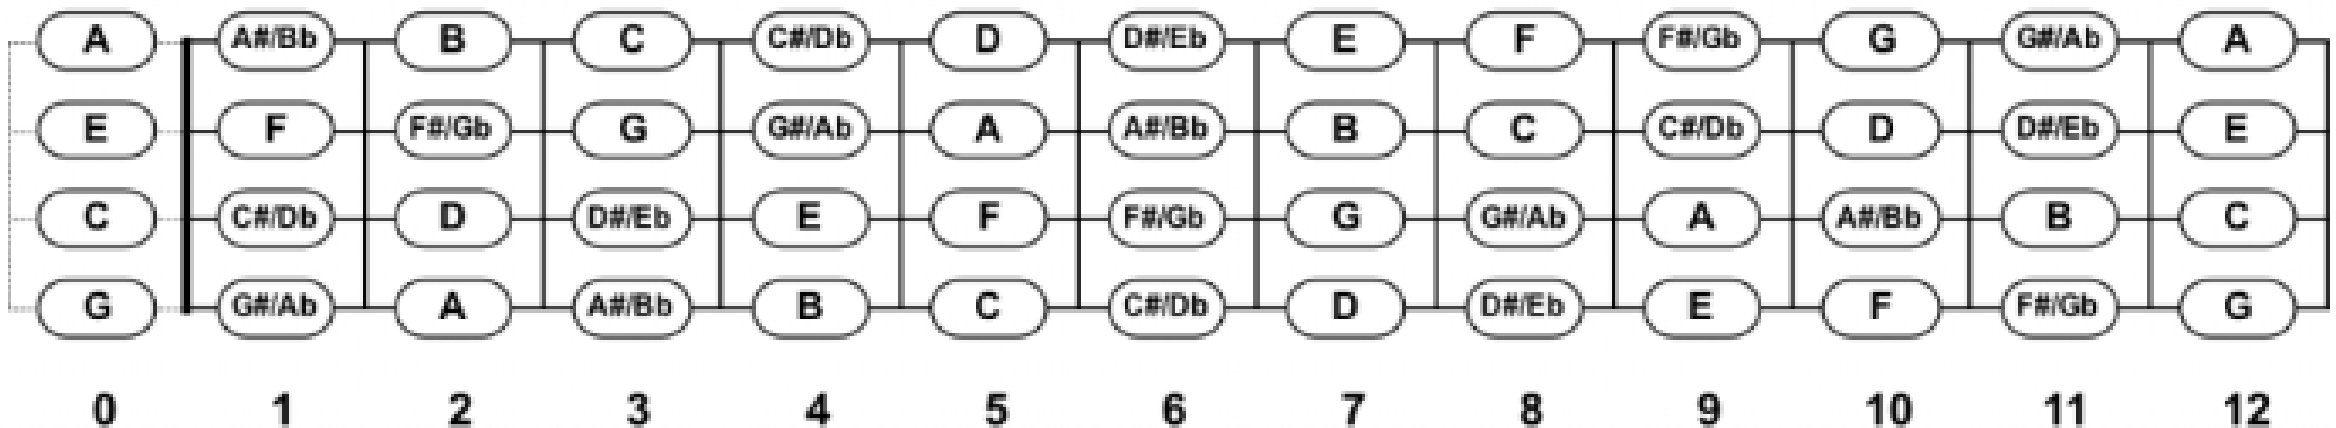 A A#/Bb B C C#/Db D D#/Eb E F F#/Gb G G#/Ab A
E F F#/Gb G G#/Ab A A#/Bb B C C#/Db D D#/Eb E
C C#/Db D D#/Eb E F F#/Gb G G#/Ab A A#/Bb B C
G G#/Ab A A#/Bb B C C#/Db D D#/Eb E F F#/Gb G
0 1 2 3 4 5 6 7 8 9 10 11 12